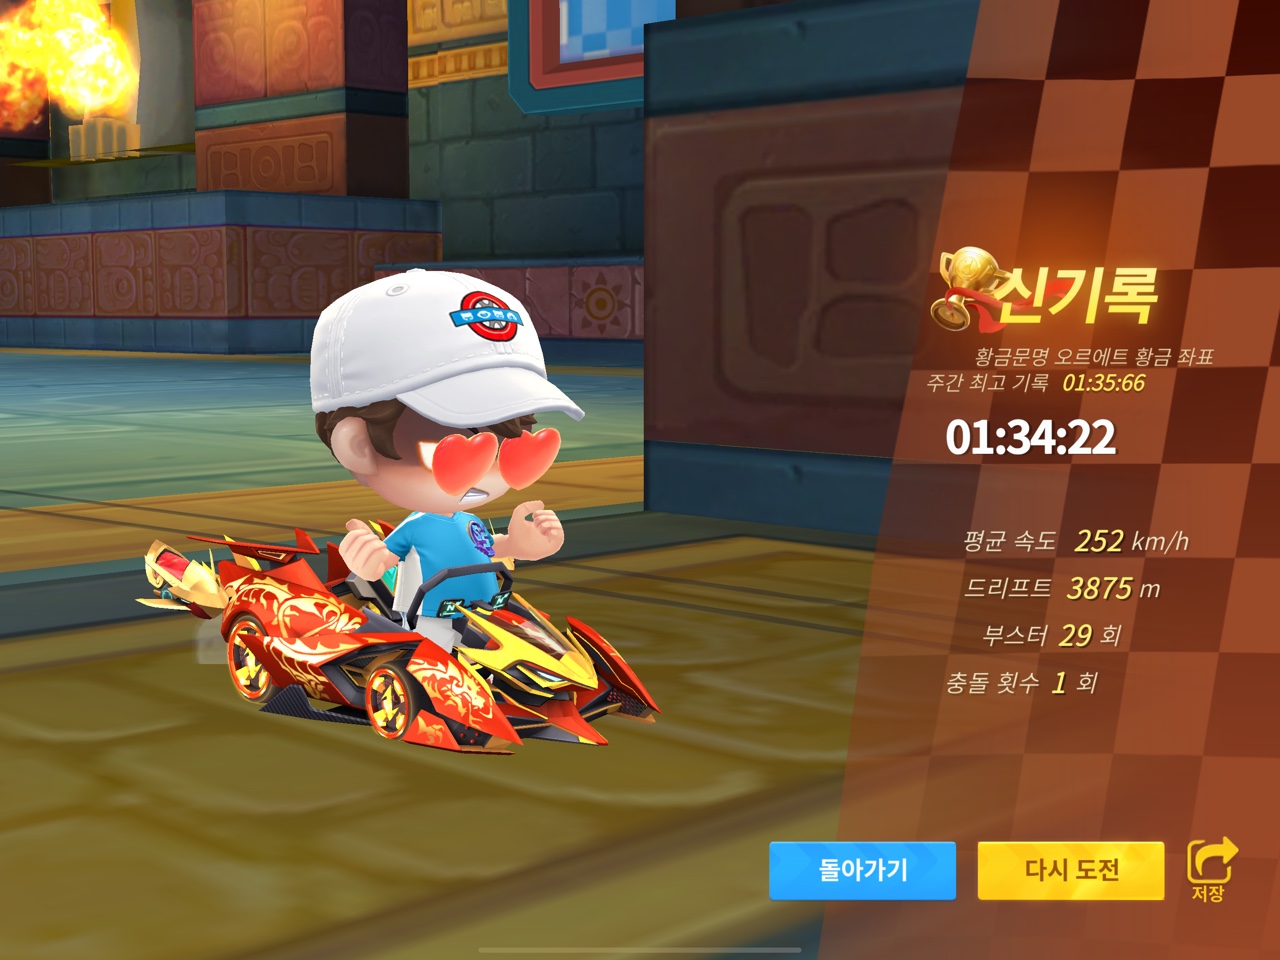 신기록
황금문명 오르에트 황금 좌표
주간 최고 기록 01:35:66
01:34:22
평균 속도 252 km/h
드리프트 3875 m
부스터 29 회
충돌 횟수 1 회
돌아가기
다시 도전
저장